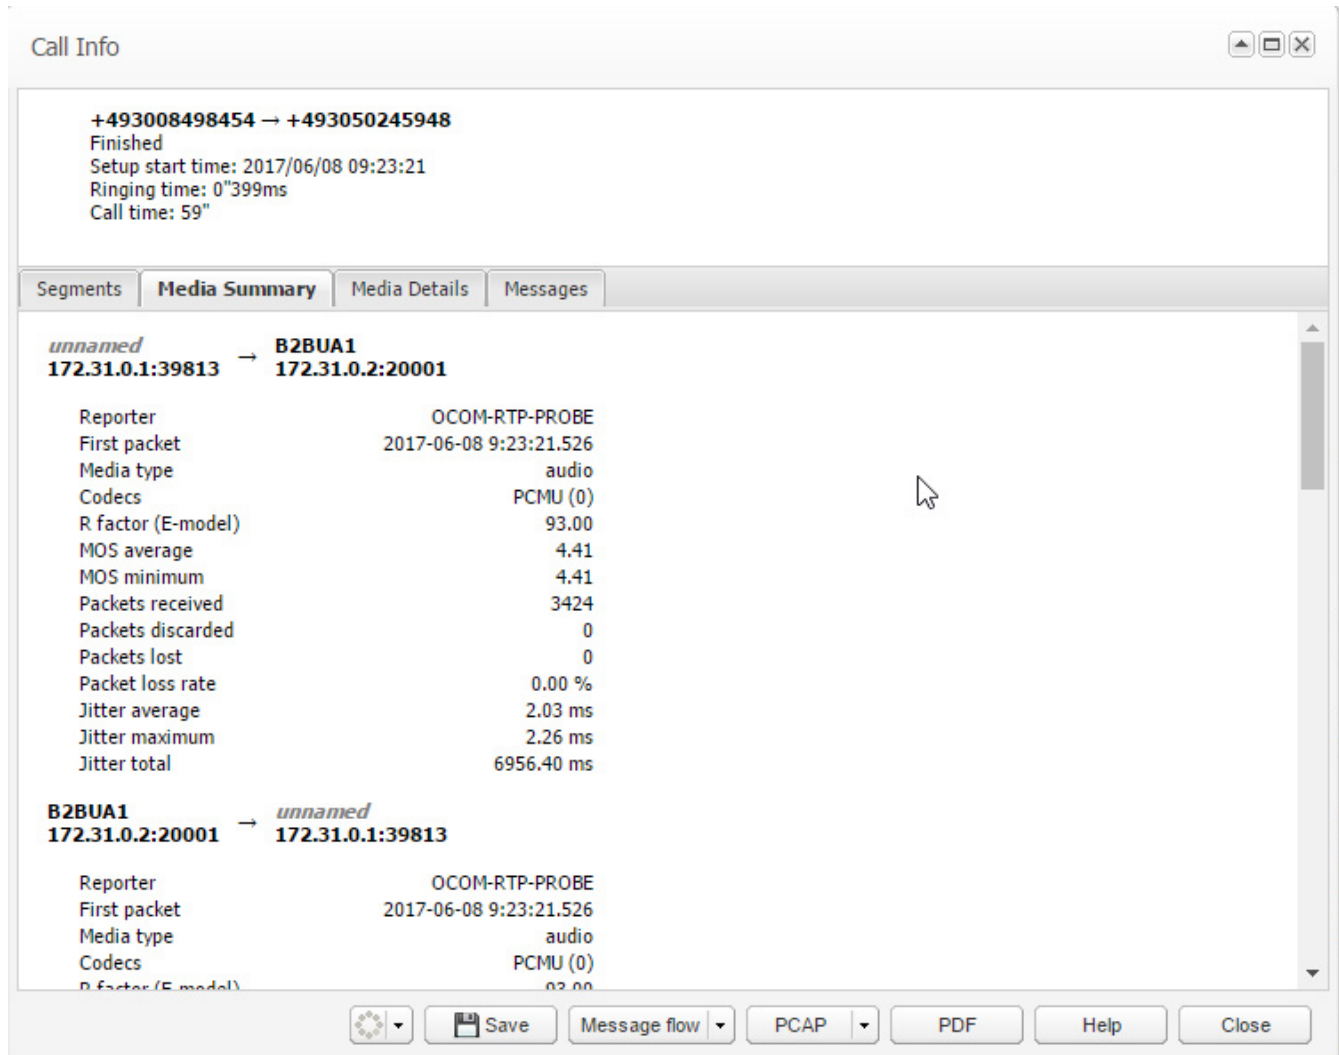 Call Info
+493008498454 → +493050245948
Finished
Setup start time: 2017/06/08 09:23:21
Ringing time: 0"399ms
Call time: 59"
Segments Media Summary Media Details Messages
unnamed → B2BUA1
172.31.0.1:39813 172.31.0.2:20001
Reporter OCOM-RTP-PROBE
First packet 2017-06-08 9:23:21.526
Media type audio
Codecs PCMU (0)
R factor (E-model) 93.00
MOS average 4.41
MOS minimum 4.41
Packets received 3424
Packets discarded 0
Packets lost 0
Packet loss rate 0.00 %
Jitter average 2.03 ms
Jitter maximum 2.26 ms
Jitter total 6956.40 ms
B2BUA1 → unnamed
172.31.0.2:20001 172.31.0.1:39813
Reporter OCOM-RTP-PROBE
First packet 2017-06-08 9:23:21.526
Media type audio
Codecs PCMU (0)
R factor (E-model) 93.00
Save Message flow PCAP PDF Help Close